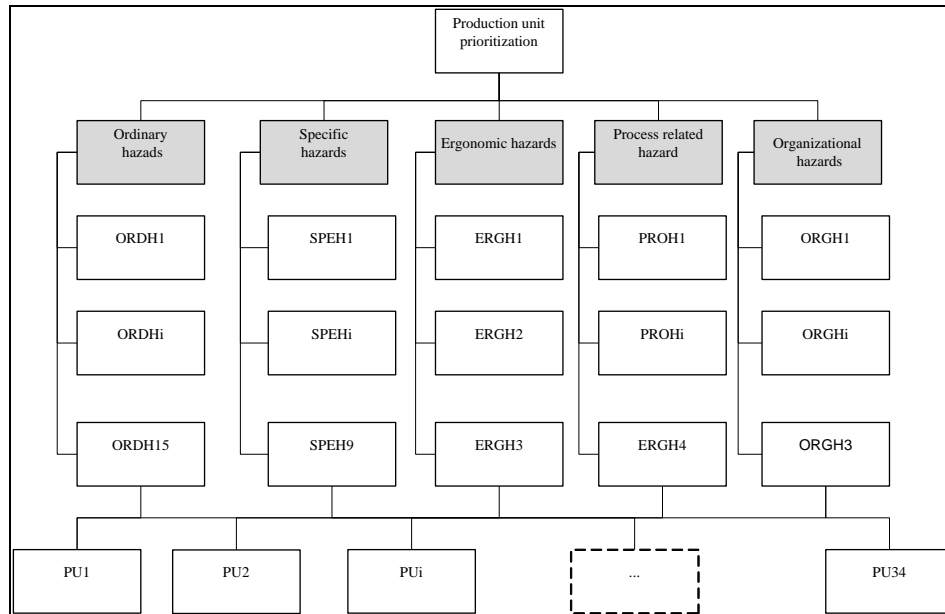 Production unit
prioritization
Ordinary
hazads
Specific
hazards
Ergonomic hazards
Process related
hazard
Organizational
hazards
ORDH1
SPEH1
ERGH1
PROH1
ORGH1
ORDHi
SPEHi
ERGH2
PROHi
ORGHi
ORDH15
SPEH9
ERGH3
ERGH4
ORGH3
PU1
PU2
PUi
...
PU34